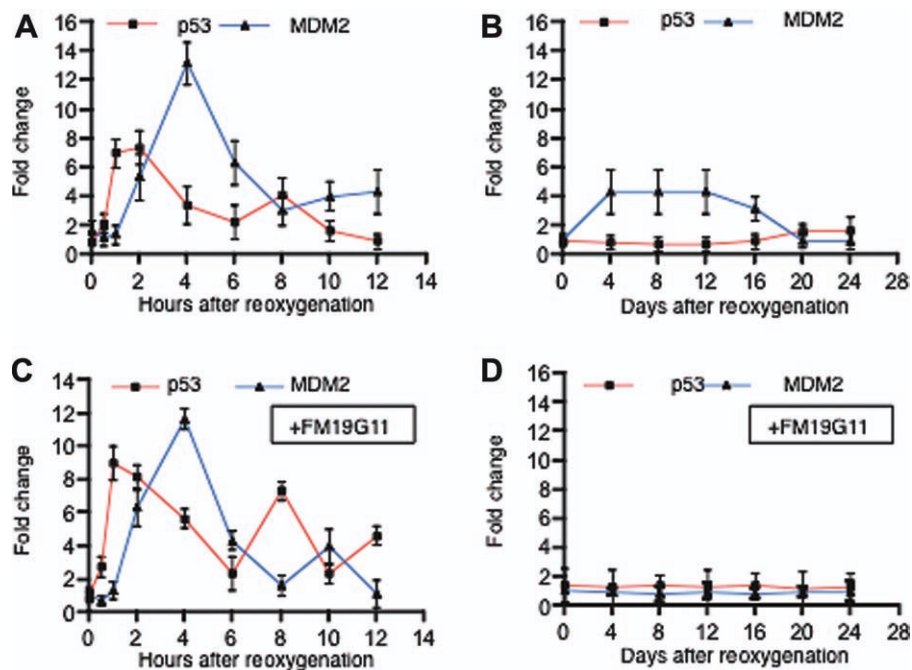 A
p53 MDM2
Fold change
16
14
12
10
8
6
4
2
0
0 2 4 6 8 10 12 14
Hours after reoxygenation
B
p53 MDM2
Fold change
16
14
12
10
8
6
4
2
0
0 4 8 12 16 20 24 28
Days after reoxygenation
C
p53 MDM2
+FM19G11
Fold change
14
12
10
8
6
4
2
0
0 2 4 6 8 10 12 14
Hours after reoxygenation
D
p53 MDM2
+FM19G11
Fold change
16
14
12
10
8
6
4
2
0
0 4 8 12 16 20 24 28
Days after reoxygenation